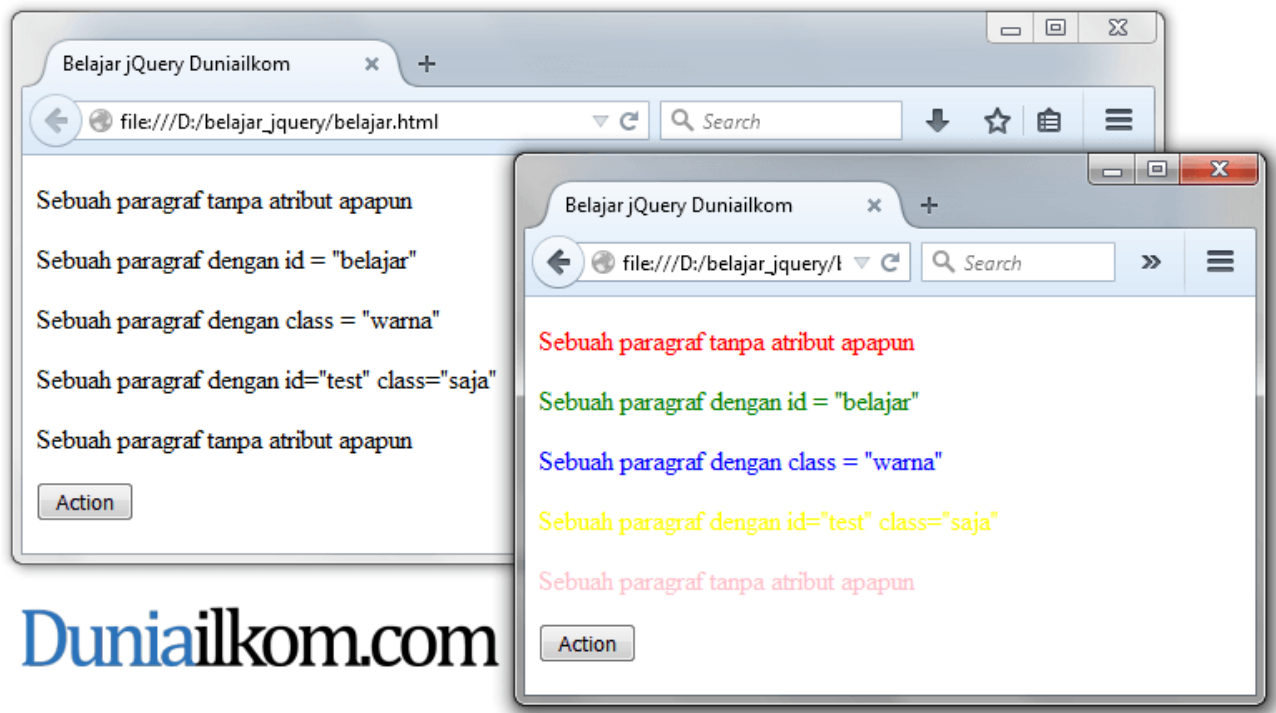 Belajar jQuery Duniailkom
file:///D:/belajar_jquery/belajar.html
Search
Sebuah paragraf tanpa atribut apapun
Sebuah paragraf dengan id = "belajar"
Sebuah paragraf dengan class = "warna"
Sebuah paragraf dengan id="test" class="saja"
Sebuah paragraf tanpa atribut apapun
Action
Belajar jQuery Duniailkom
file:///D:/belajar_jquery/b
Search
Sebuah paragraf tanpa atribut apapun
Sebuah paragraf dengan id = "belajar"
Sebuah paragraf dengan class = "warna"
Sebuah paragraf dengan id="test" class="saja"
Sebuah paragraf tanpa atribut apapun
Action
Duniailkom.com